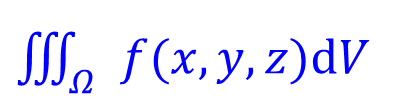 ∭_Ω f(x, y, z)dV